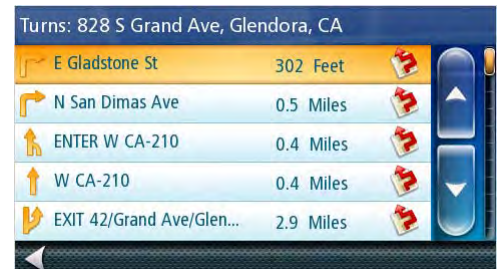 Turns: 828 S Grand Ave, Glendora, CA
E Gladstone St 302 Feet
N San Dimas Ave 0.5 Miles
ENTER W CA-210 0.4 Miles
W CA-210 0.4 Miles
EXIT 42/Grand Ave/Glen... 2.9 Miles